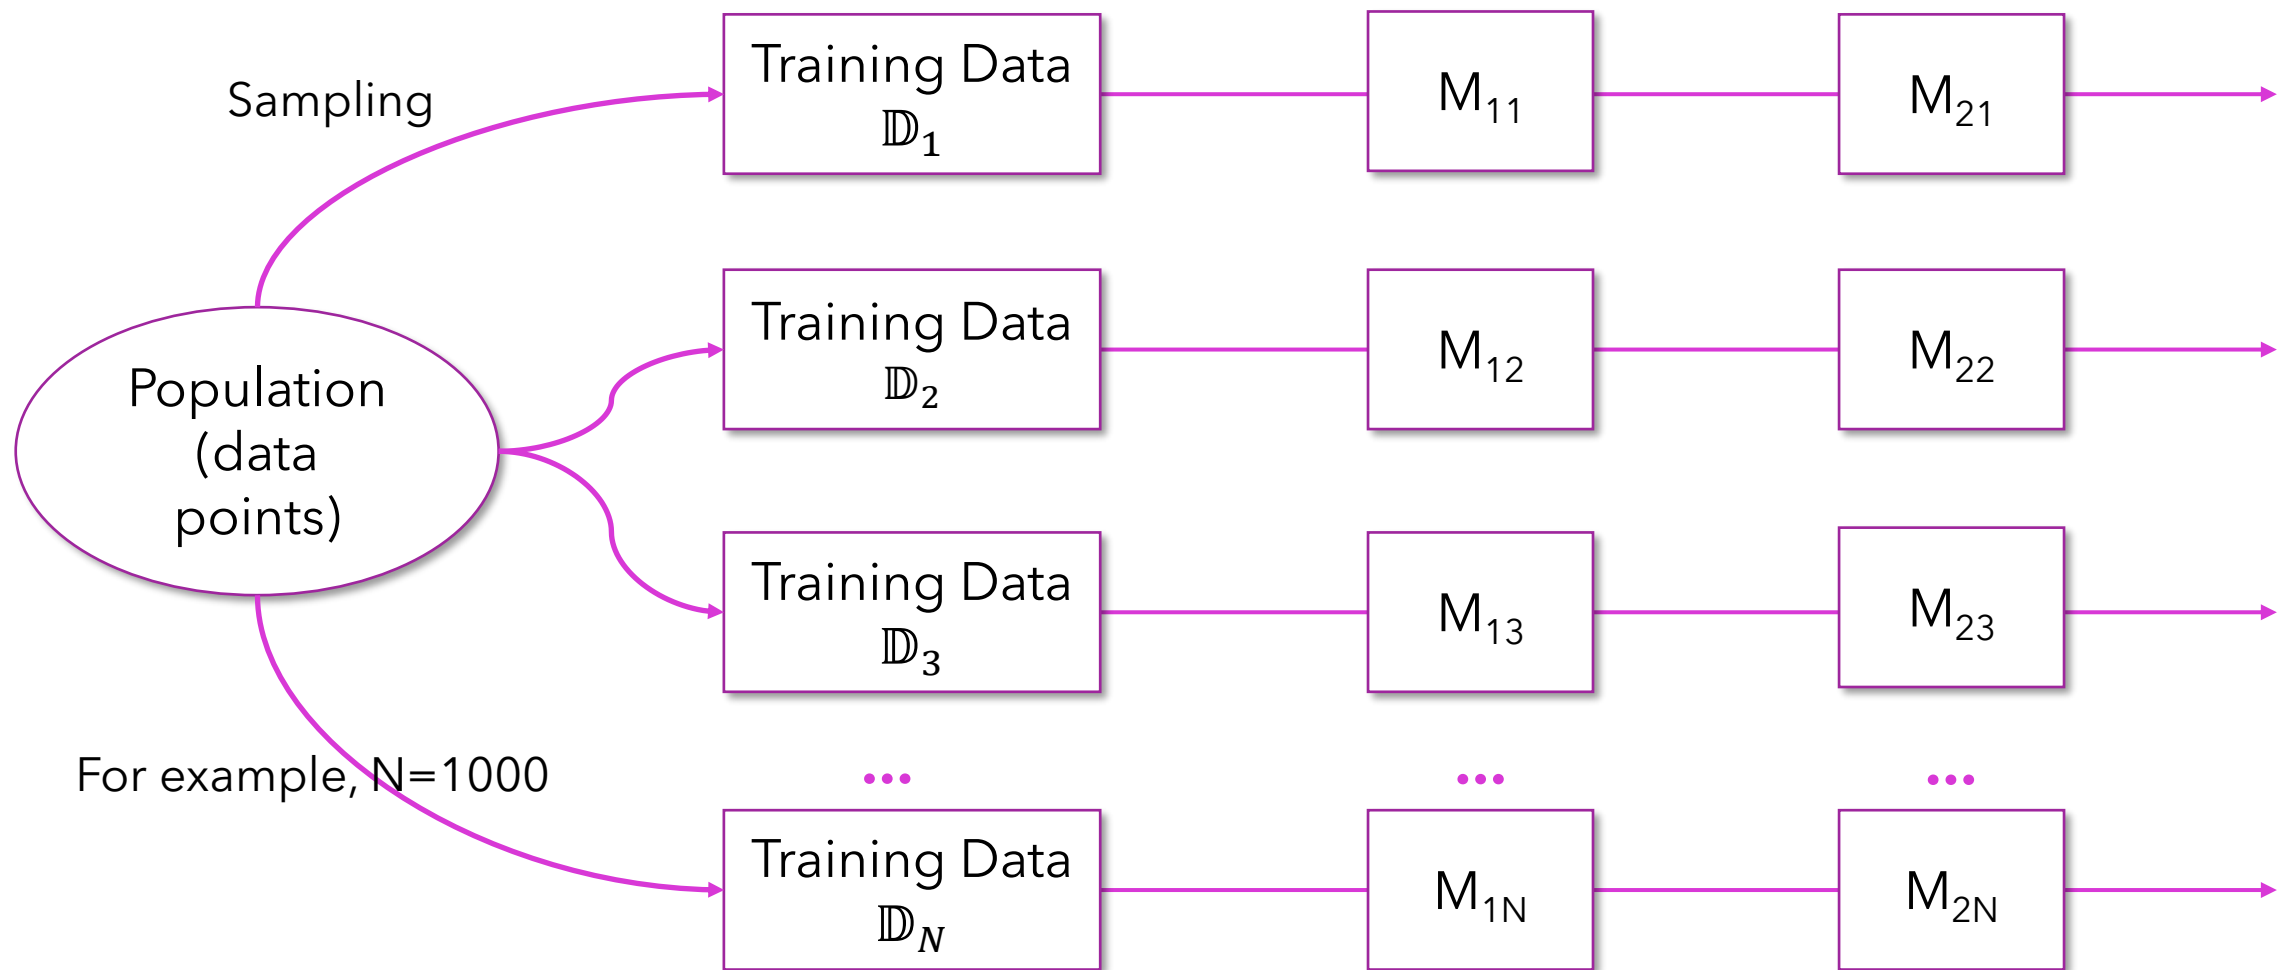 Sampling
Training Data
𝔻₁
M₁₁
M₂₁
Training Data
𝔻₂
M₁₂
M₂₂
Population
(data
points)
Training Data
𝔻₃
M₁₃
M₂₃
For example, N=1000
...
...
...
Training Data
𝔻_N
M₁N
M₂N